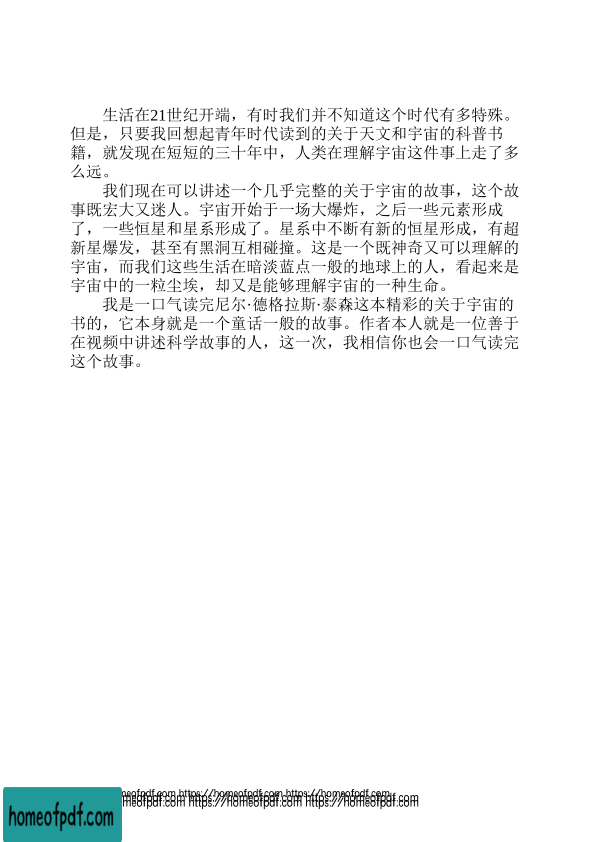 生活在21世纪开端，有时我们并不知道这个时代有多特殊。
但是，只要我回想起青年时代读到的关于天文和宇宙的科普书
籍，就发现在短短的三十年中，人类在理解宇宙这件事上走了多
么远。
我们现在可以讲述一个几乎完整的关于宇宙的故事，这个故
事既宏大又迷人。宇宙开始于一场大爆炸，之后一些元素形成
了，一些恒星和星系形成了。星系中不断有新的恒星形成，有超
新星爆发，甚至有黑洞互相碰撞。这是一个既神奇又可以理解的
宇宙，而我们这些生活在暗淡蓝点一般的地球上的人，看起来是
宇宙中的一粒尘埃，却又是能够理解宇宙的一种生命。
我是一口气读完尼尔·德格拉斯·泰森这本精彩的关于宇宙的
书的，它本身就是一个童话一般的故事。作者本人就是一位善于
在视频中讲述科学故事的人，这一次，我相信你也会一口气读完
这个故事。
meofpdf.com https://homeofpdf.com https://homeofpdf.com
meofpdf.com https://homeofpdf.com https://homeofpdf.com
homeofpdf.com